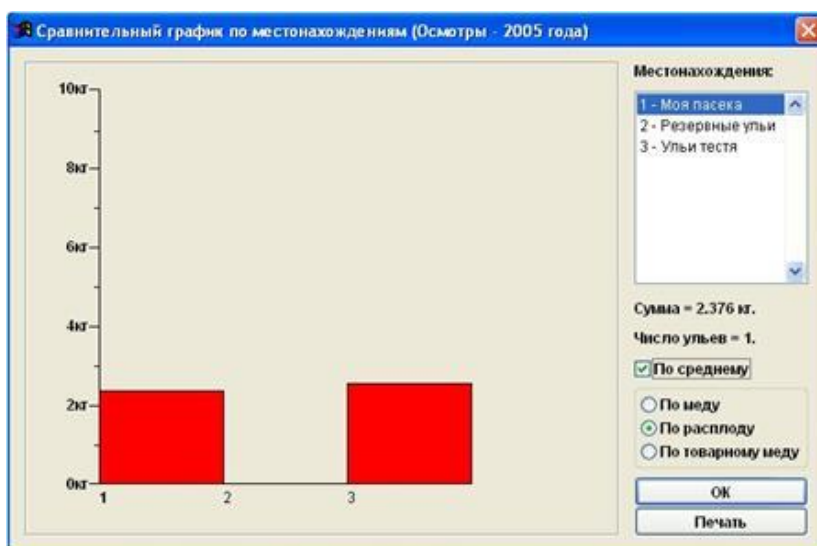 Сравнительный график по местонахождениям (Осмотры - 2005 года)
Местонахождения:
1 - Моя пасека
2 - Резервные ульи
3 - Ульи тестя
10кг
8кг
6кг
4кг
2кг
0кг
1
2
3
Сумма = 2.376 кг.
Число ульев = 1.
По среднему
По меду
По расплоду
По товарному меду
ОК
Печать